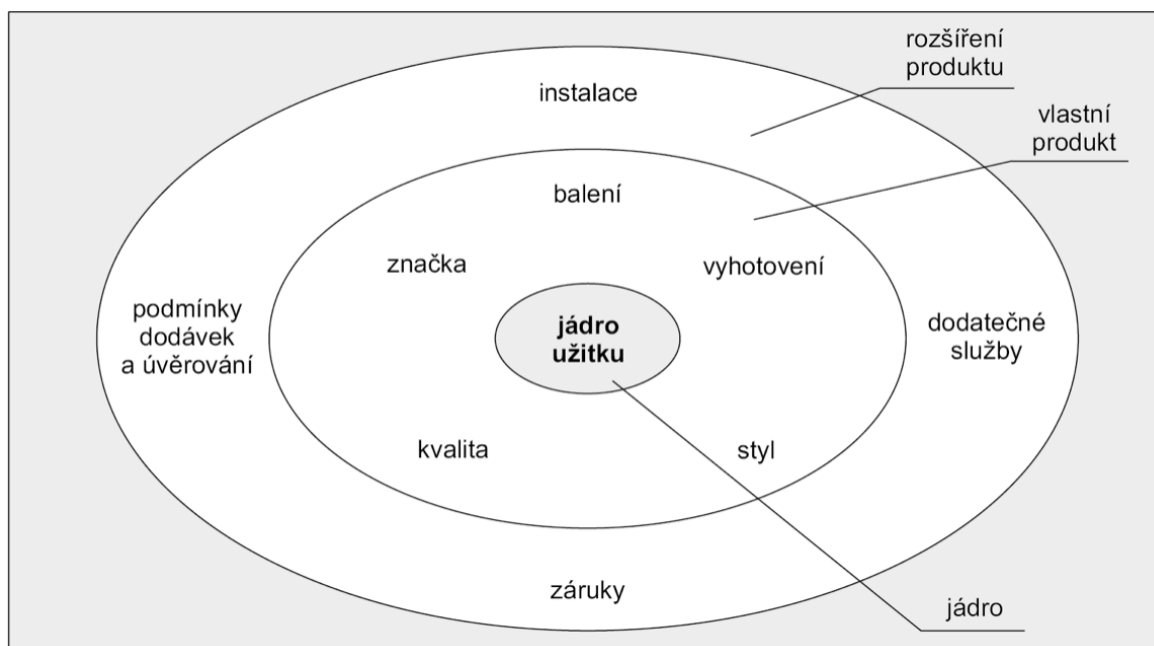 rozšíření
produktu
instalace
vlastní
produkt
balení
značka
vyhotovení
podmínky
dodávek
a úvěrování
jádro
užitku
dodatečné
služby
kvalita
styl
záruky
jádro